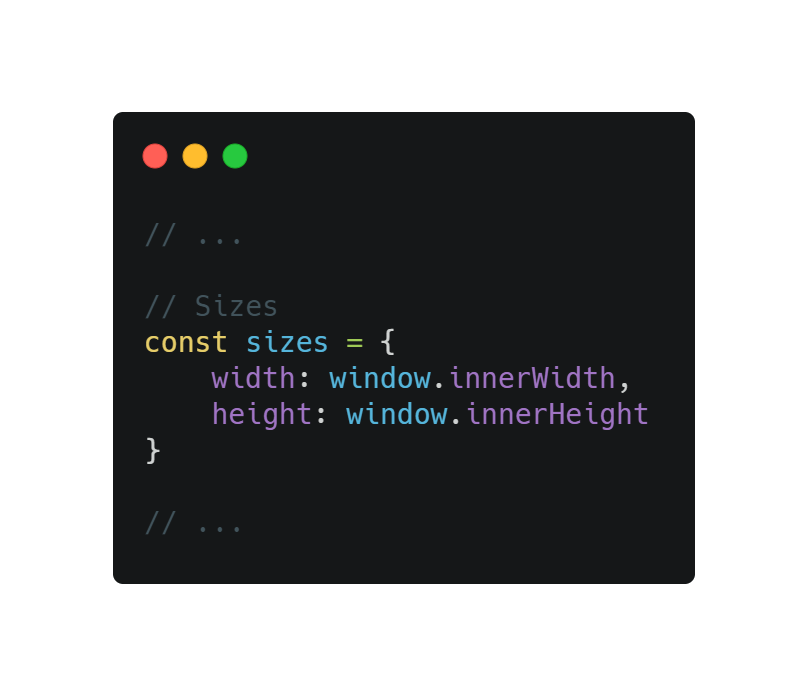 // ...
// Sizes
const sizes = {
    width: window.innerWidth,
    height: window.innerHeight
}
// ...